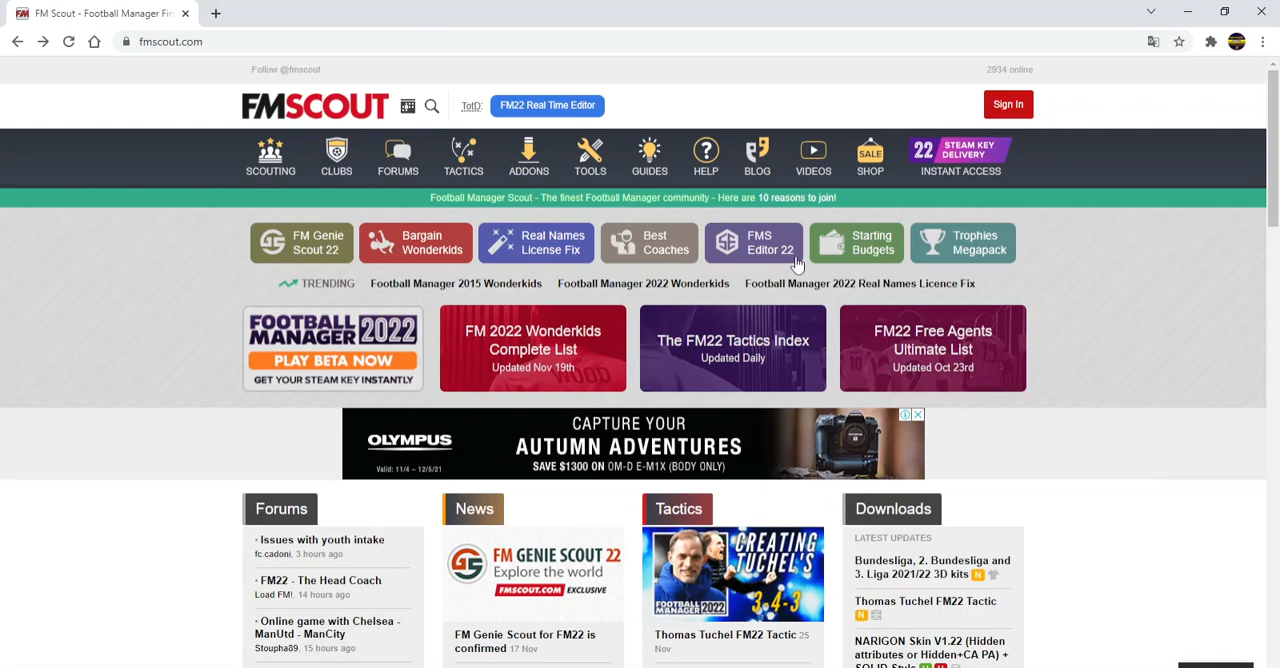 FM Scout - Football Manager Fin
fmscout.com
Follow @fmscout
2934 online
FMSCOUT
TotD:
FM22 Real Time Editor
Sign In
22 STEAM KEY
DELIVERY
SCOUTING
CLUBS
FORUMS
TACTICS
ADDONS
TOOLS
GUIDES
HELP
BLOG
VIDEOS
SALE
SHOP
INSTANT ACCESS
Football Manager Scout - The finest Football Manager community - Here are 10 reasons to join!
FM Genie
Scout 22
Bargain
Wonderkids
Real Names
License Fix
Best
Coaches
FMS
Editor 22
Starting
Budgets
Trophies
Megapack
TRENDING
Football Manager 2015 Wonderkids
Football Manager 2022 Wonderkids
Football Manager 2022 Real Names Licence Fix
FOOTBALL
MANAGER 2022
PLAY BETA NOW
GET YOUR STEAM KEY INSTANTLY
FM 2022 Wonderkids
Complete List
Updated Nov 19th
The FM22 Tactics Index
Updated Daily
FM22 Free Agents
Ultimate List
Updated Oct 23rd
OLYMPUS
Valid: 11/4 – 12/5/21
CAPTURE YOUR
AUTUMN ADVENTURES
SAVE $1300 ON OM-D E-M1X (BODY ONLY)
Forums
Issues with youth intake
fc.cadoni, 3 hours ago
FM22 - The Head Coach
Load FM!, 14 hours ago
Online game with Chelsea -
ManUtd - ManCity
Stoupha89, 15 hours ago
News
FM GENIE SCOUT 22
Explore the world
FMSCOUT.COM EXCLUSIVE
FM Genie Scout for FM22 is
confirmed 17 Nov
Tactics
CREATING
TUCHEL'S
3-4-3
FOOTBALL
MANAGER 2022
Thomas Tuchel FM22 Tactic 25
Nov
Downloads
LATEST UPDATES
Bundesliga, 2. Bundesliga and
3. Liga 2021/22 3D kits N
Thomas Tuchel FM22 Tactic
N
NARIGON Skin V1.22 (Hidden
attributes or Hidden+CA PA) +
SOLID Style